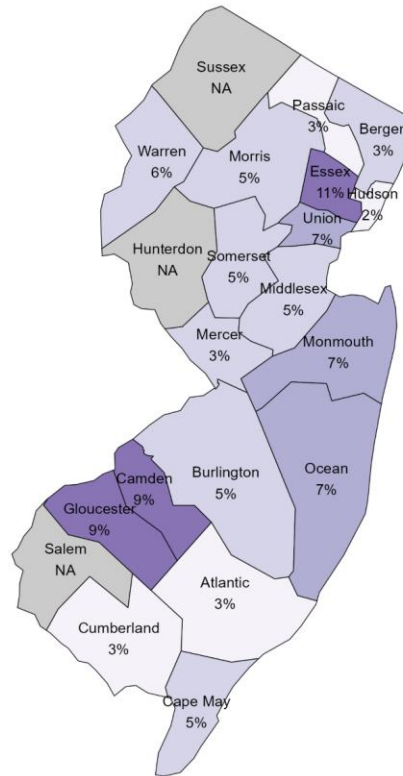 Sussex
NA
Passaic
3%
Bergen
3%
Warren
6%
Morris
5%
Essex
11%
Hudson
2%
Union
7%
Hunterdon
NA
Somerset
5%
Middlesex
5%
Mercer
3%
Monmouth
7%
Ocean
7%
Burlington
5%
Camden
9%
Gloucester
9%
Salem
NA
Atlantic
3%
Cumberland
3%
Cape May
5%